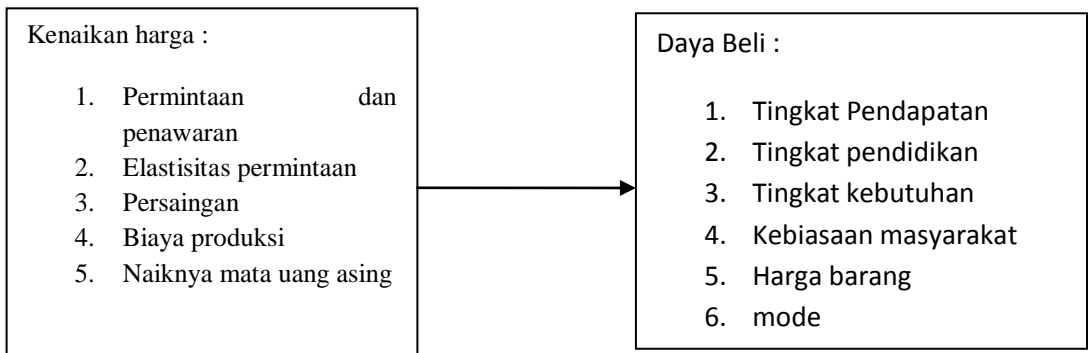 Kenaikan harga :
1. Permintaan dan
penawaran
2. Elastisitas permintaan
3. Persaingan
4. Biaya produksi
5. Naiknya mata uang asing
Daya Beli :
1. Tingkat Pendapatan
2. Tingkat pendidikan
3. Tingkat kebutuhan
4. Kebiasaan masyarakat
5. Harga barang
6. mode